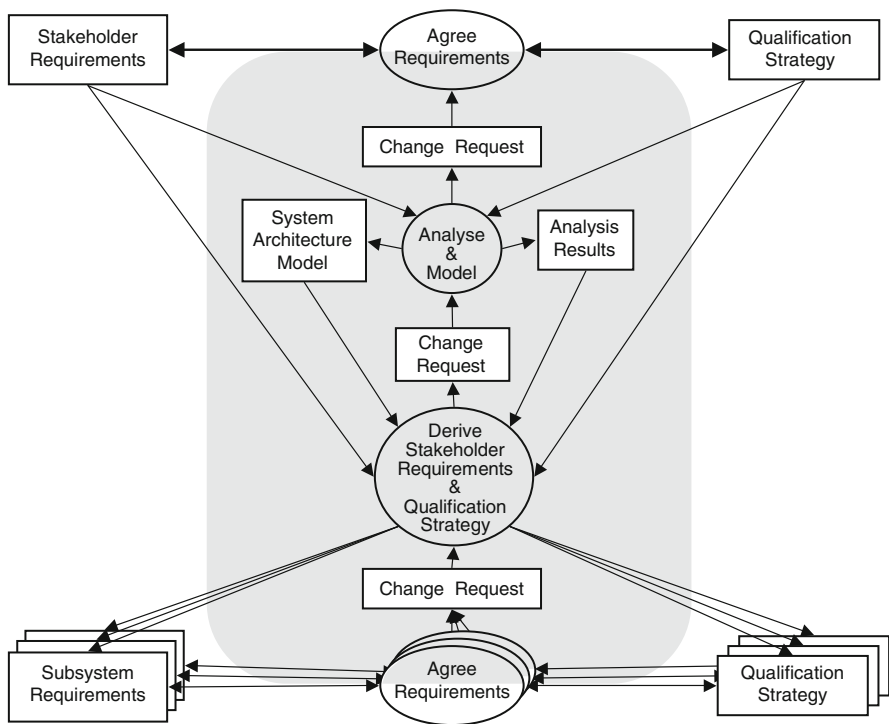 Stakeholder
Requirements
Agree
Requirements
Qualification
Strategy
Change Request
System
Architecture
Model
Analyse
&
Model
Analysis
Results
Change
Request
Derive
Stakeholder
Requirements
&
Qualification
Strategy
Change Request
Subsystem
Requirements
Agree
Requirements
Qualification
Strategy